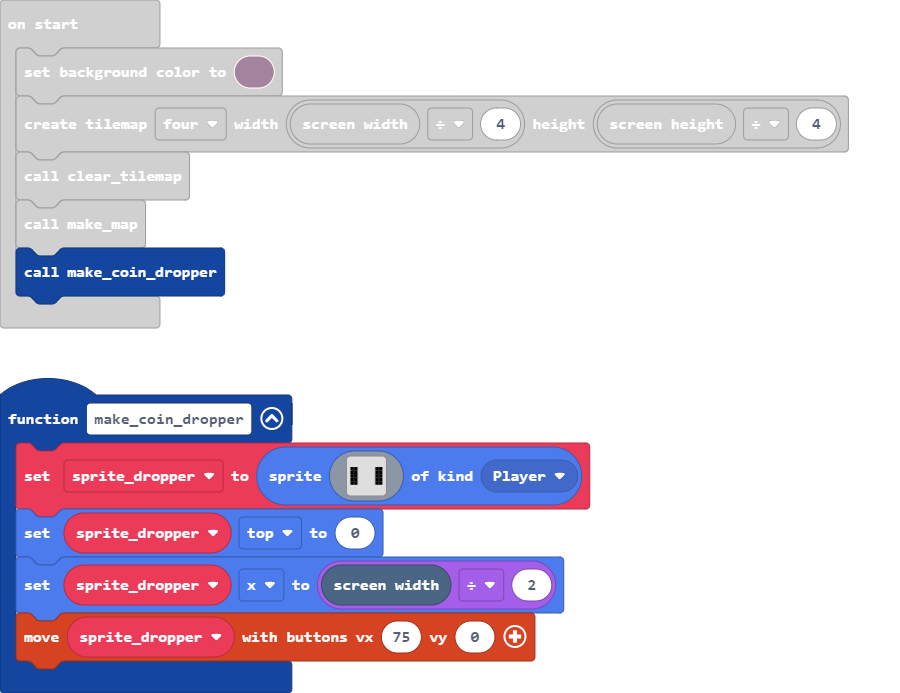 on start
set background color to
create tilemap four width screen width ÷ 4 height screen height ÷ 4
call clear_tilemap
call make_map
call make_coin_dropper
function make_coin_dropper
set sprite_dropper to sprite of kind Player
set sprite_dropper top to 0
set sprite_dropper x to screen width ÷ 2
move sprite_dropper with buttons vx 75 vy 0